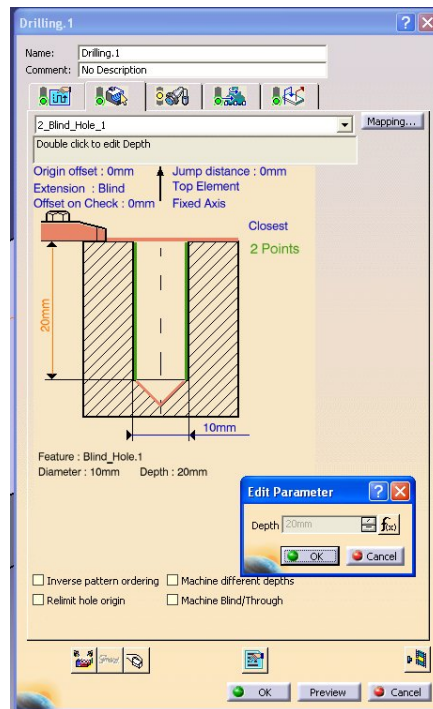 Drilling.1
Name: Drilling.1
Comment: No Description
2_Blind_Hole_1
Mapping...
Double click to edit Depth
Origin offset : 0mm Jump distance : 0mm
Extension : Blind Top Element
Offset on Check : 0mm Fixed Axis
Closest
2 Points
20mm
10mm
Feature : Blind_Hole.1
Diameter : 10mm Depth : 20mm
Edit Parameter
Depth 20mm f(x)
OK Cancel
Inverse pattern ordering Machine different depths
Relimit hole origin Machine Blind/Through
OK Preview Cancel